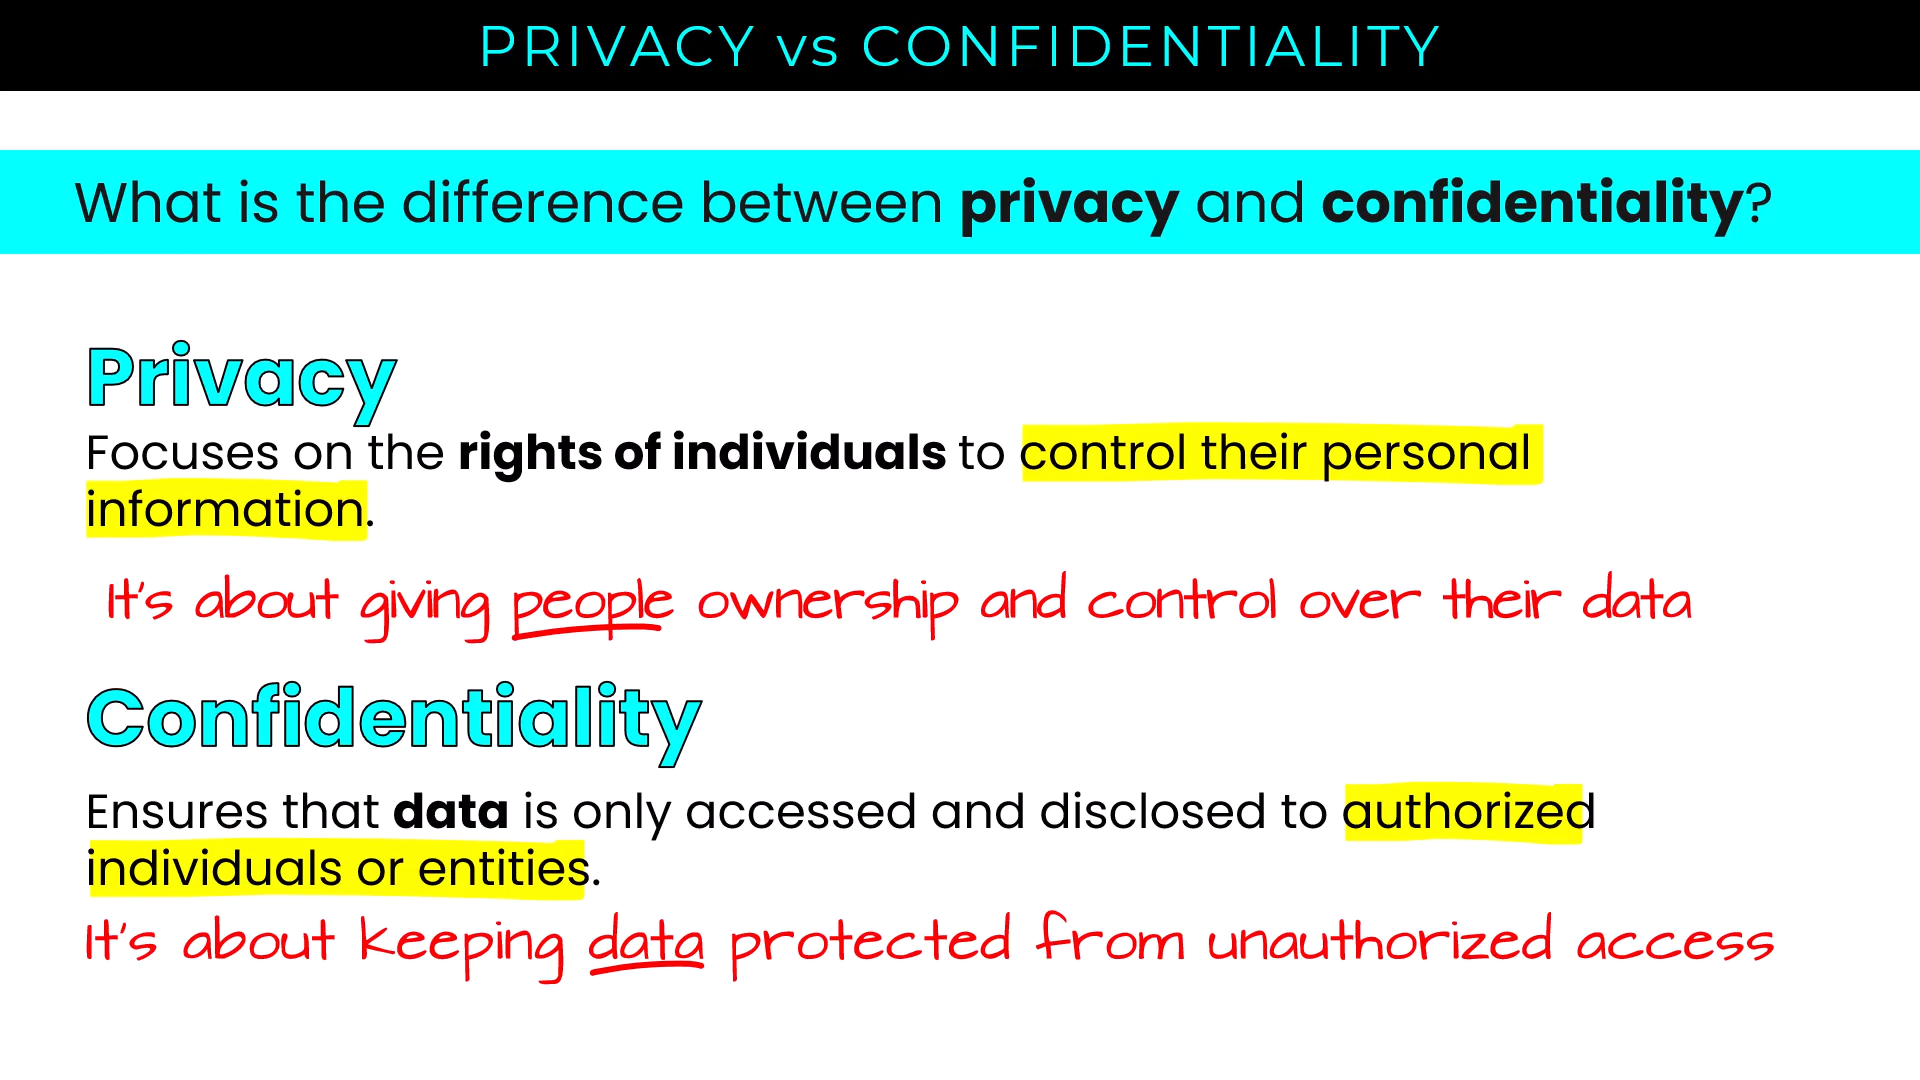 PRIVACY vs CONFIDENTIALITY
What is the difference between privacy and confidentiality?
Privacy
Focuses on the rights of individuals to control their personal
information.
It's about giving people ownership and control over their data
Confidentiality
Ensures that data is only accessed and disclosed to authorized
individuals or entities.
It's about keeping data protected from unauthorized access